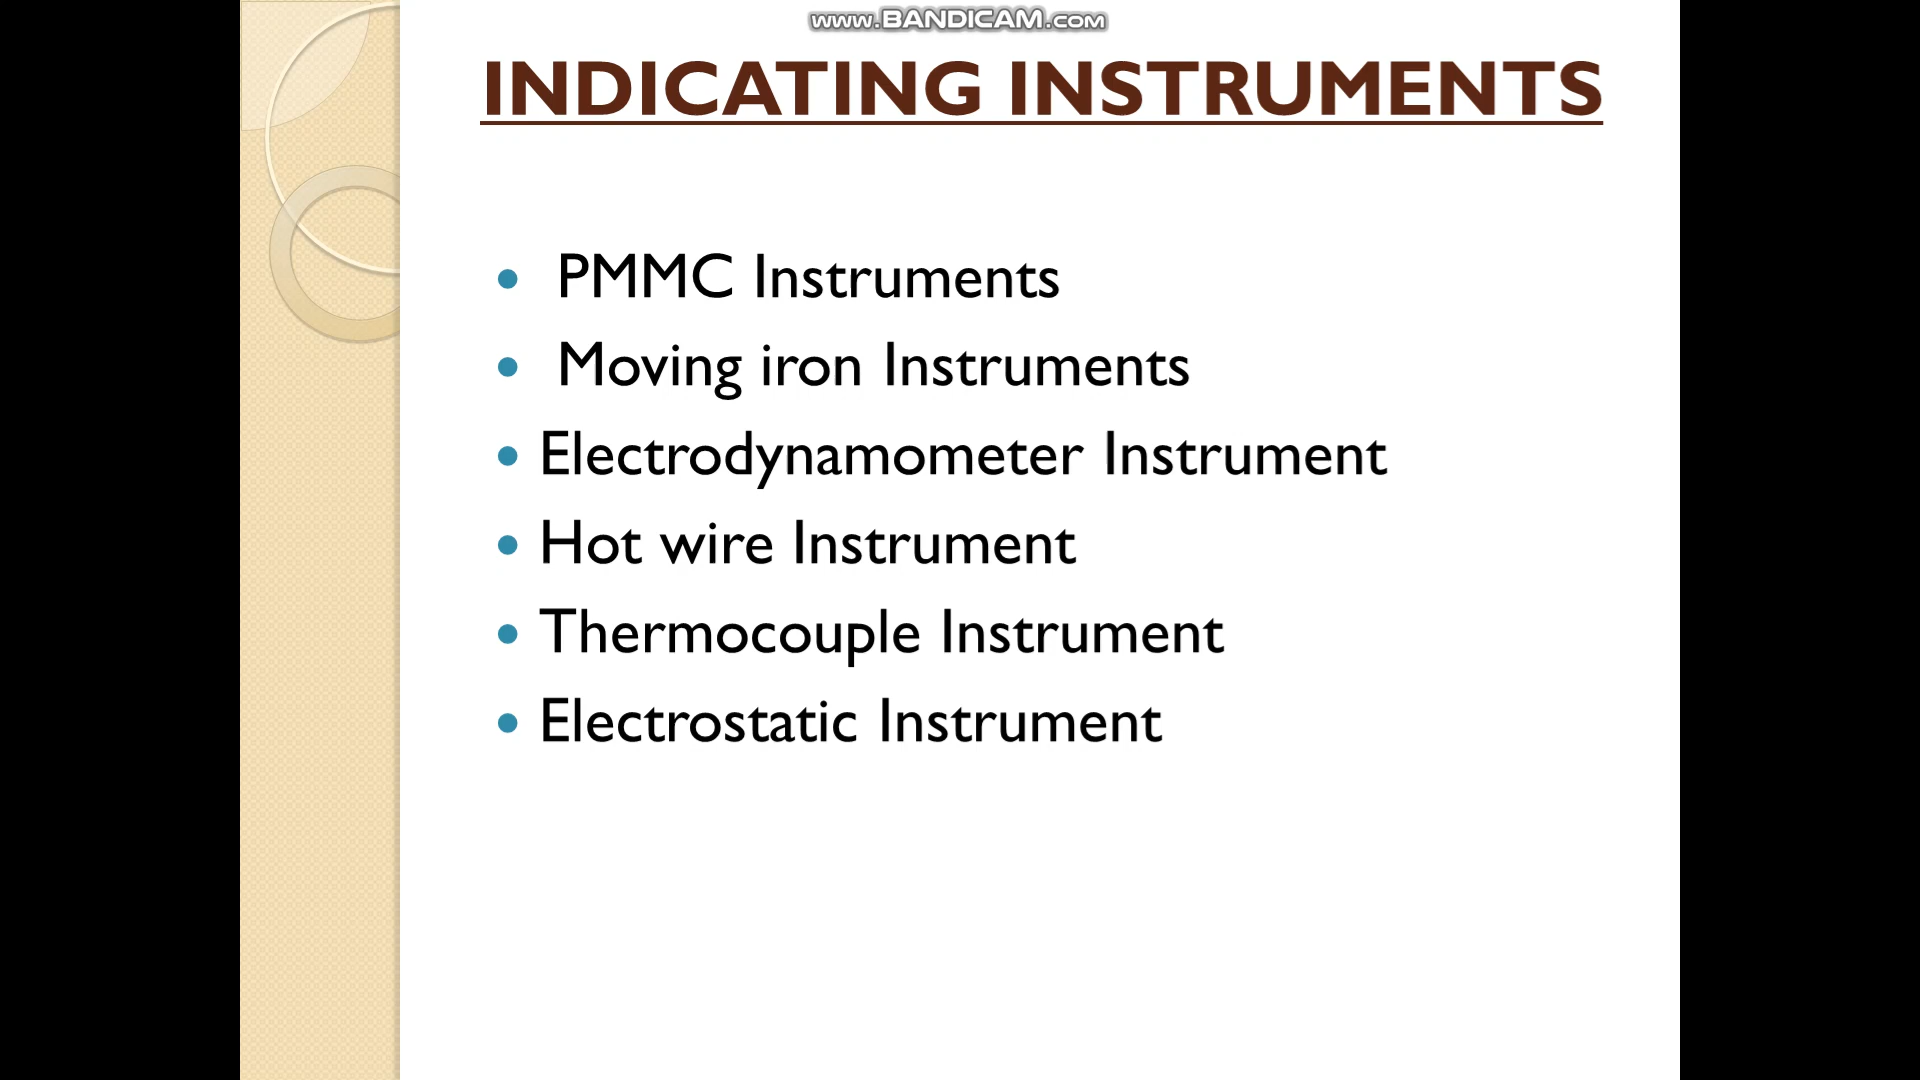 www.BANDICAM.com
INDICATING INSTRUMENTS
• PMMC Instruments
• Moving iron Instruments
• Electrodynamometer Instrument
• Hot wire Instrument
• Thermocouple Instrument
• Electrostatic Instrument